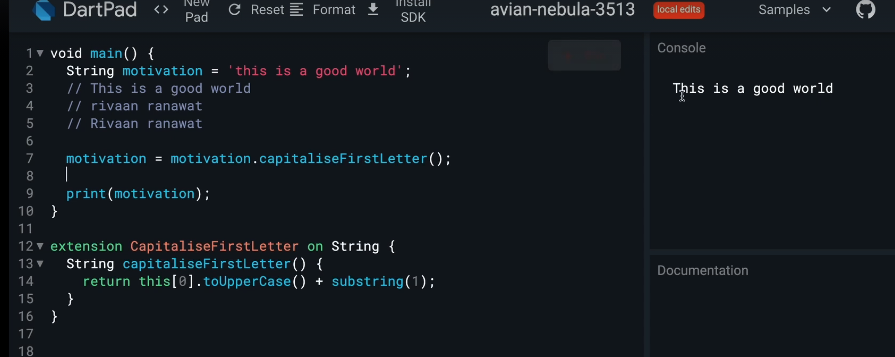 DartPad
<>
New
Pad
Reset
Format
Install
SDK
avian-nebula-3513
local edits
Samples
1 void main() {
2 String motivation = 'this is a good world';
3 // This is a good world
4 // rivaan ranawat
5 // Rivaan ranawat
6
7 motivation = motivation.capitaliseFirstLetter();
8
9 print(motivation);
10 }
11
12 extension CapitaliseFirstLetter on String {
13 String capitaliseFirstLetter() {
14 return this[0].toUpperCase() + substring(1);
15 }
16 }
17
18
Console
This is a good world
Documentation